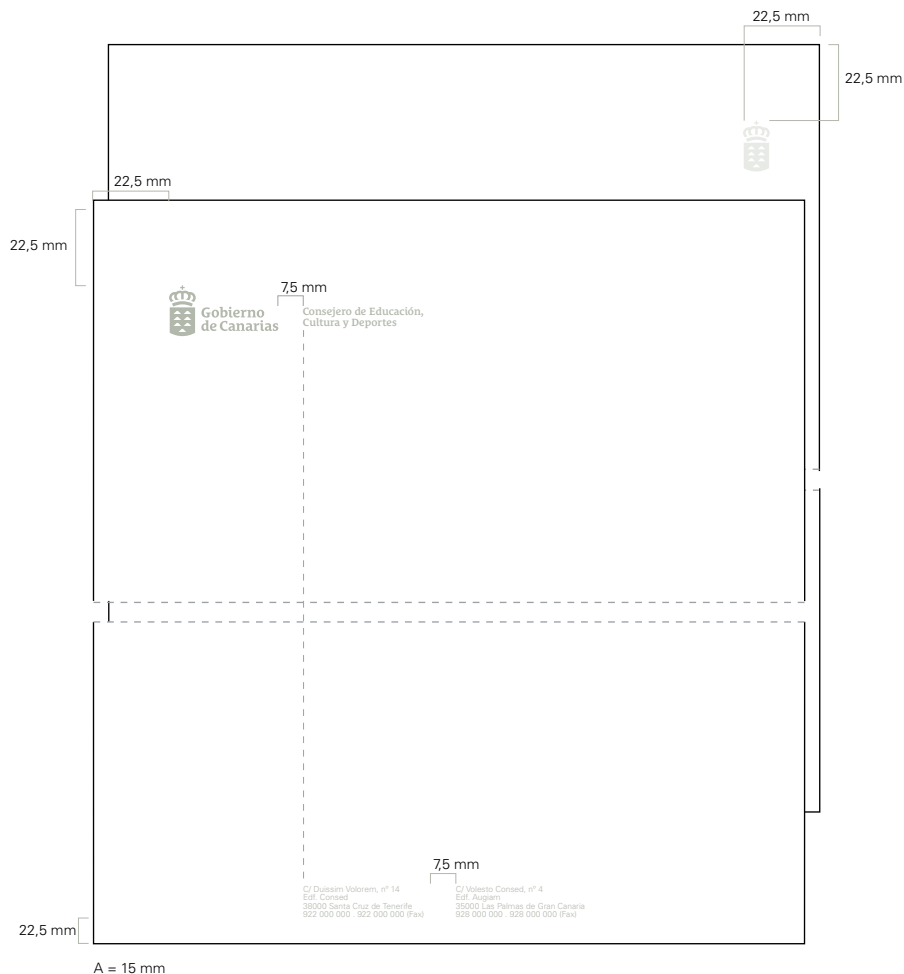 22,5 mm
22,5 mm
22,5 mm
22,5 mm
7,5 mm
Gobierno
de Canarias
Consejero de Educación,
Cultura y Deportes
7,5 mm
C/ Duissim Volorem, nº 14
Edf. Consed
38000 Santa Cruz de Tenerife
922 000 000 . 922 000 000 (Fax)
C/ Volesto Consed, nº 4
Edf. Augiam
35000 Las Palmas de Gran Canaria
928 000 000 . 928 000 000 (Fax)
22,5 mm
A = 15 mm